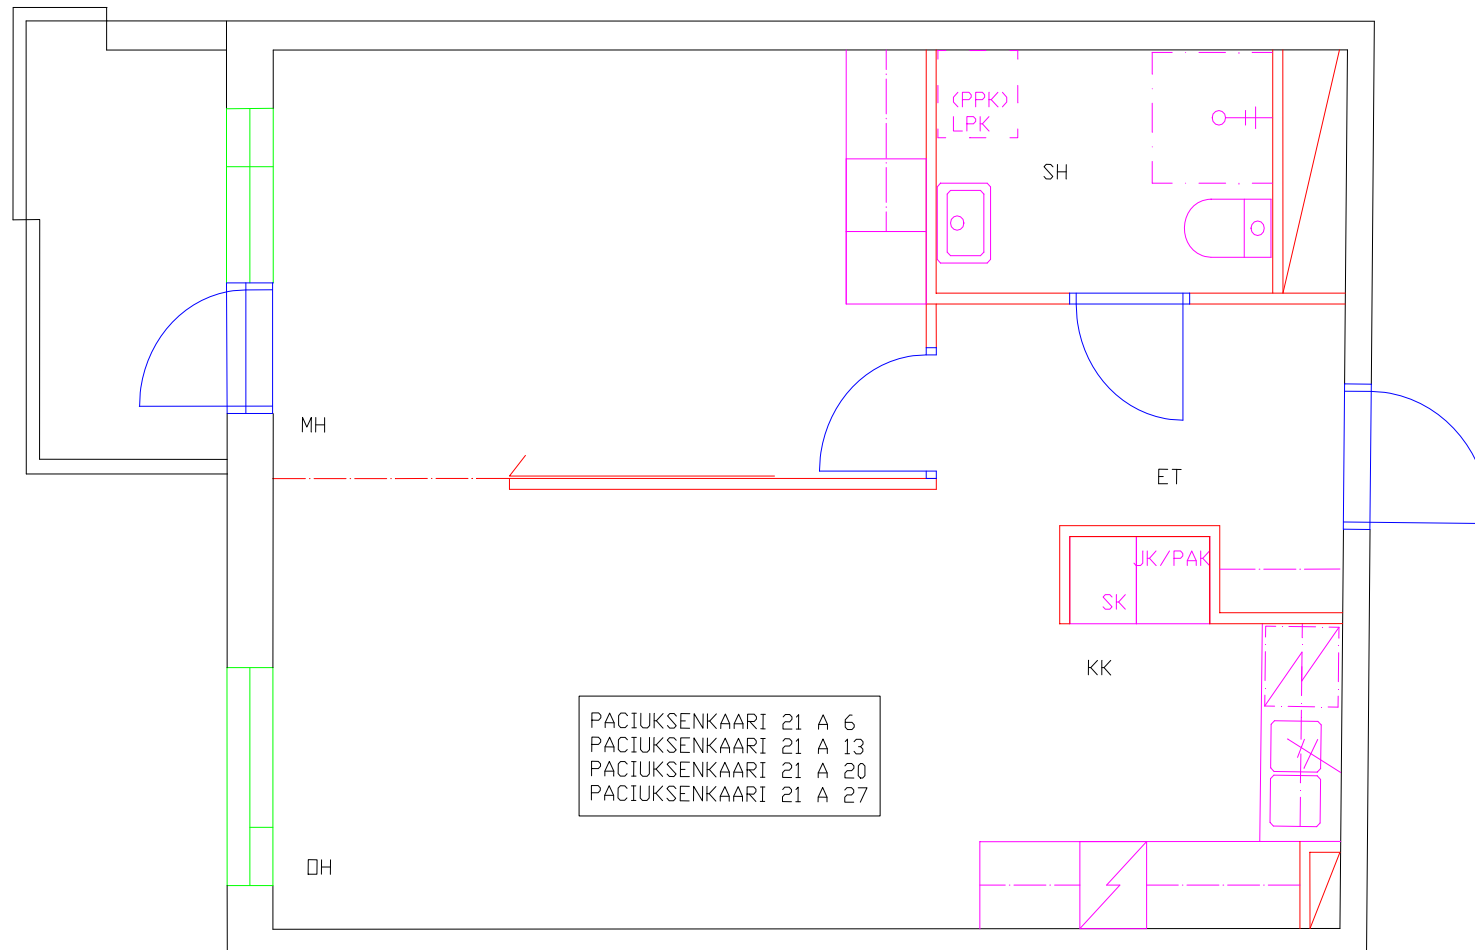 (PPK)
LPK
SH
MH
ET
JK/PAK
SK
KK
PACIUKSENKAARI 21 A 6
PACIUKSENKAARI 21 A 13
PACIUKSENKAARI 21 A 20
PACIUKSENKAARI 21 A 27
OH